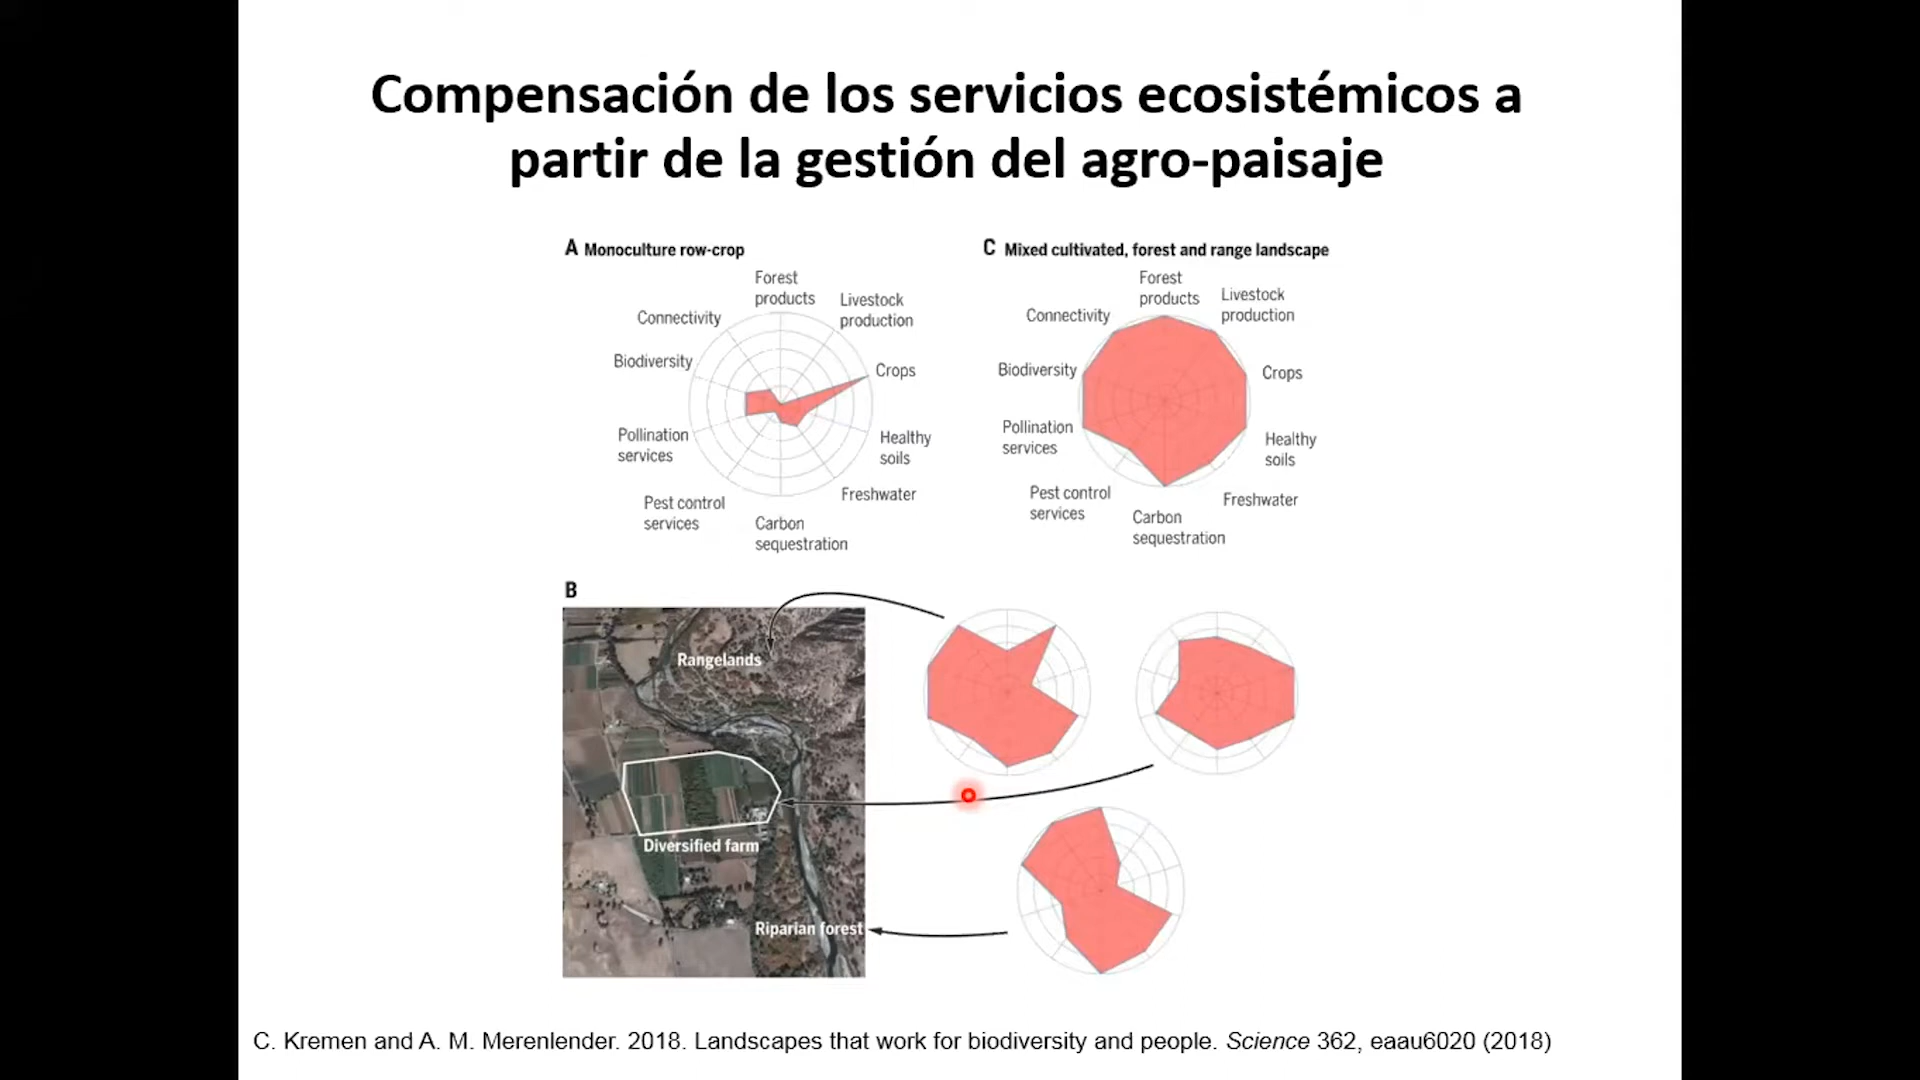 Compensación de los servicios ecosistémicos a
partir de la gestión del agro-paisaje
A Monoculture row-crop
Forest
products
Livestock
production
Crops
Healthy
soils
Freshwater
Carbon
sequestration
Pest control
services
Pollination
services
Biodiversity
Connectivity
C Mixed cultivated, forest and range landscape
Forest
products
Livestock
production
Crops
Healthy
soils
Freshwater
Carbon
sequestration
Pest control
services
Pollination
services
Biodiversity
Connectivity
B
Rangelands
Diversified farm
Riparian forest
C. Kremen and A. M. Merenlender. 2018. Landscapes that work for biodiversity and people. Science 362, eaau6020 (2018)